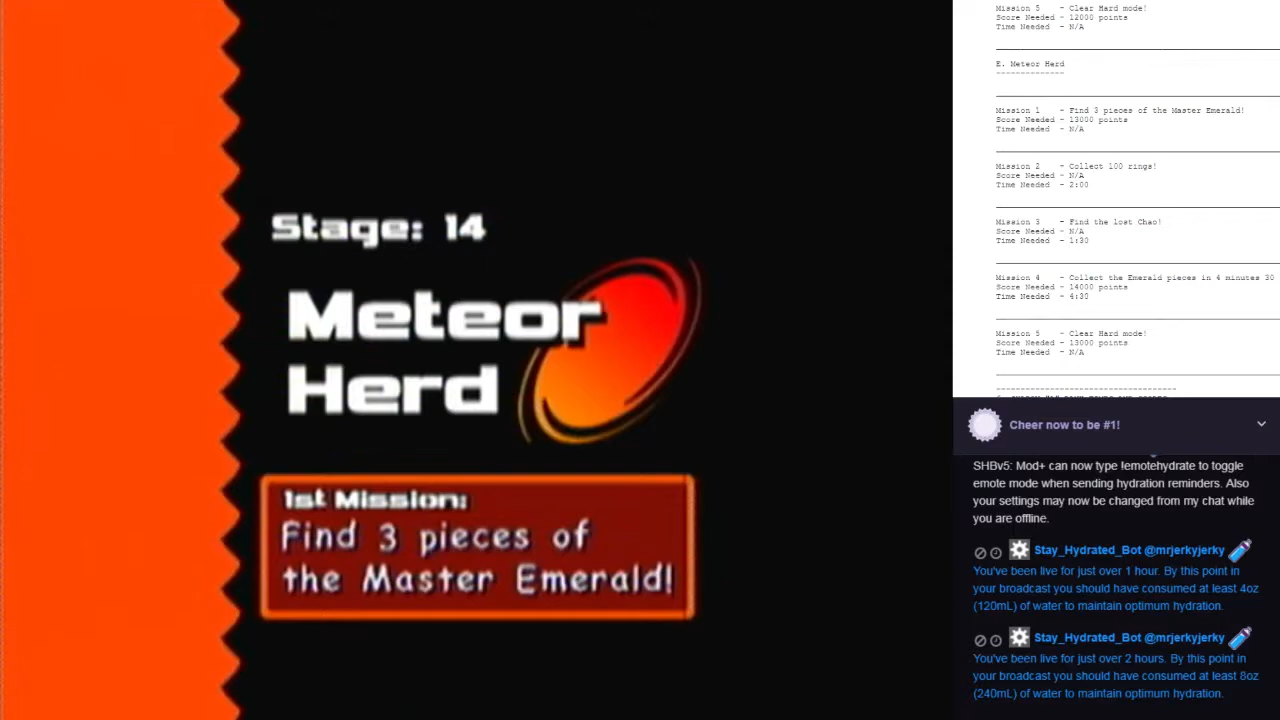 Stage: 14
Meteor
Herd
1st Mission:
Find 3 pieces of
the Master Emerald!
Mission 5 - Clear Hard mode!
Score Needed - 12000 points
Time Needed - N/A
E. Meteor Herd
--------------
Mission 1 - Find 3 pieces of the Master Emerald!
Score Needed - 13000 points
Time Needed - N/A
Mission 2 - Collect 100 rings!
Score Needed - N/A
Time Needed - 2:00
Mission 3 - Find the lost Chao!
Score Needed - N/A
Time Needed - 1:30
Mission 4 - Collect the Emerald pieces in 4 minutes 30
Score Needed - 14000 points
Time Needed - 4:30
Mission 5 - Clear Hard mode!
Score Needed - 13000 points
Time Needed - N/A
Cheer now to be #1!
SHBv5: Mod+ can now type !emotehydrate to toggle
emote mode when sending hydration reminders. Also
your settings may now be changed from my chat while
you are offline.
Stay_Hydrated_Bot @mrjerkyjerky
You've been live for just over 1 hour. By this point in
your broadcast you should have consumed at least 4oz
(120mL) of water to maintain optimum hydration.
Stay_Hydrated_Bot @mrjerkyjerky
You've been live for just over 2 hours. By this point in
your broadcast you should have consumed at least 8oz
(240mL) of water to maintain optimum hydration.